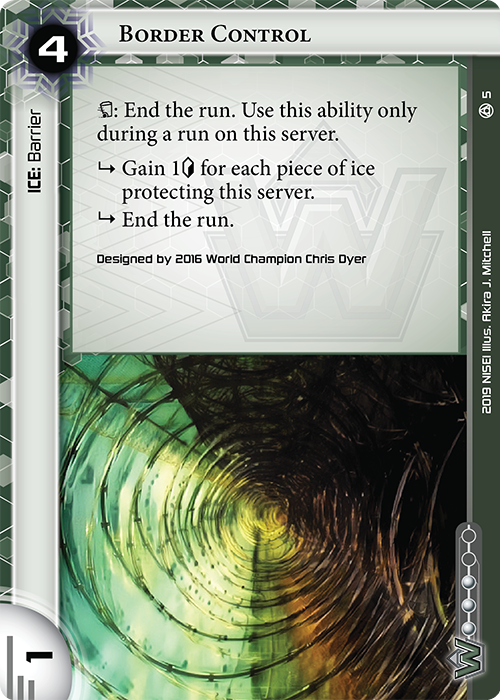 4
BORDER CONTROL
ICE: Barrier
: End the run. Use this ability only
during a run on this server.
↳ Gain 1 for each piece of ice
protecting this server.
↳ End the run.
Designed by 2016 World Champion Chris Dyer
5
2019 NISEI Illus. Akira J. Mitchell
1